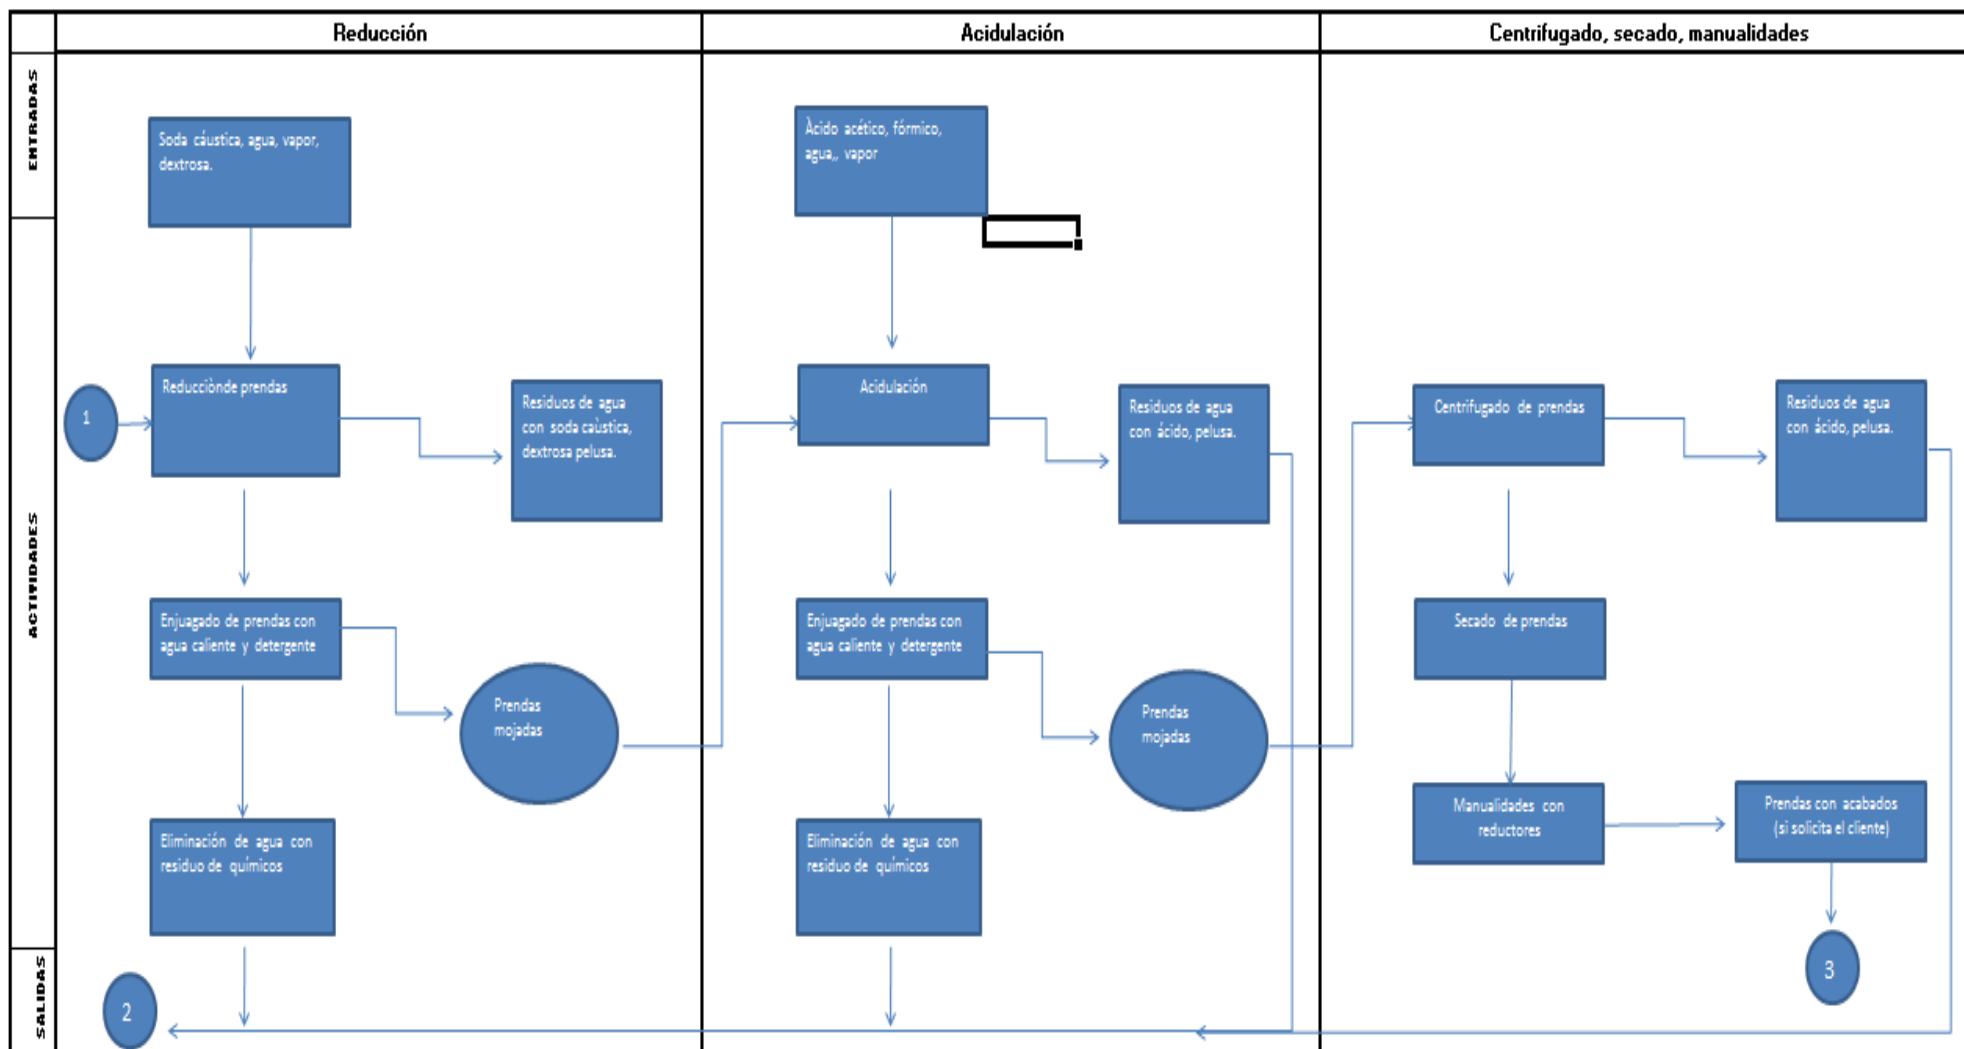 Reducción
Acidulación
Centrifugado, secado, manualidades
ENTRADAS
Soda cáustica, agua, vapor,
dextrosa.
Àcido acético, fórmico,
agua,, vapor
ACTIVIDADES
1
Reducciònde prendas
Residuos de agua
con soda caùstica,
dextrosa pelusa.
Acidulación
Residuos de agua
con ácido, pelusa.
Centrifugado de prendas
Residuos de agua
con ácido, pelusa.
Enjuagado de prendas con
agua caliente y detergente
Prendas
mojadas
Enjuagado de prendas con
agua caliente y detergente
Prendas
mojadas
Secado de prendas
Manualidades con
reductores
Prendas con acabados
(si solicita el cliente)
Eliminación de agua con
residuo de químicos
Eliminación de agua con
residuo de químicos
SALIDAS
2
3